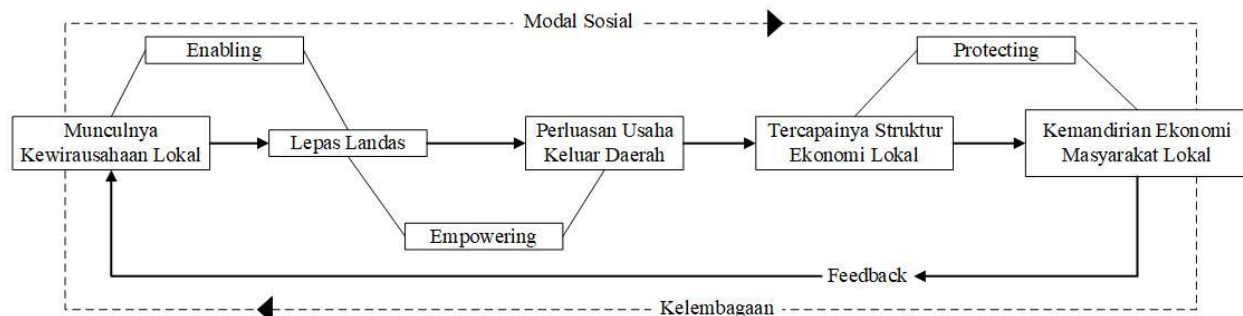 Modal Sosial
Enabling
Protecting
Munculnya
Kewirausahaan Lokal
Lepas Landas
Perluasan Usaha
Keluar Daerah
Tercapainya Struktur
Ekonomi Lokal
Kemandirian Ekonomi
Masyarakat Lokal
Empowering
Feedback
Kelembagaan